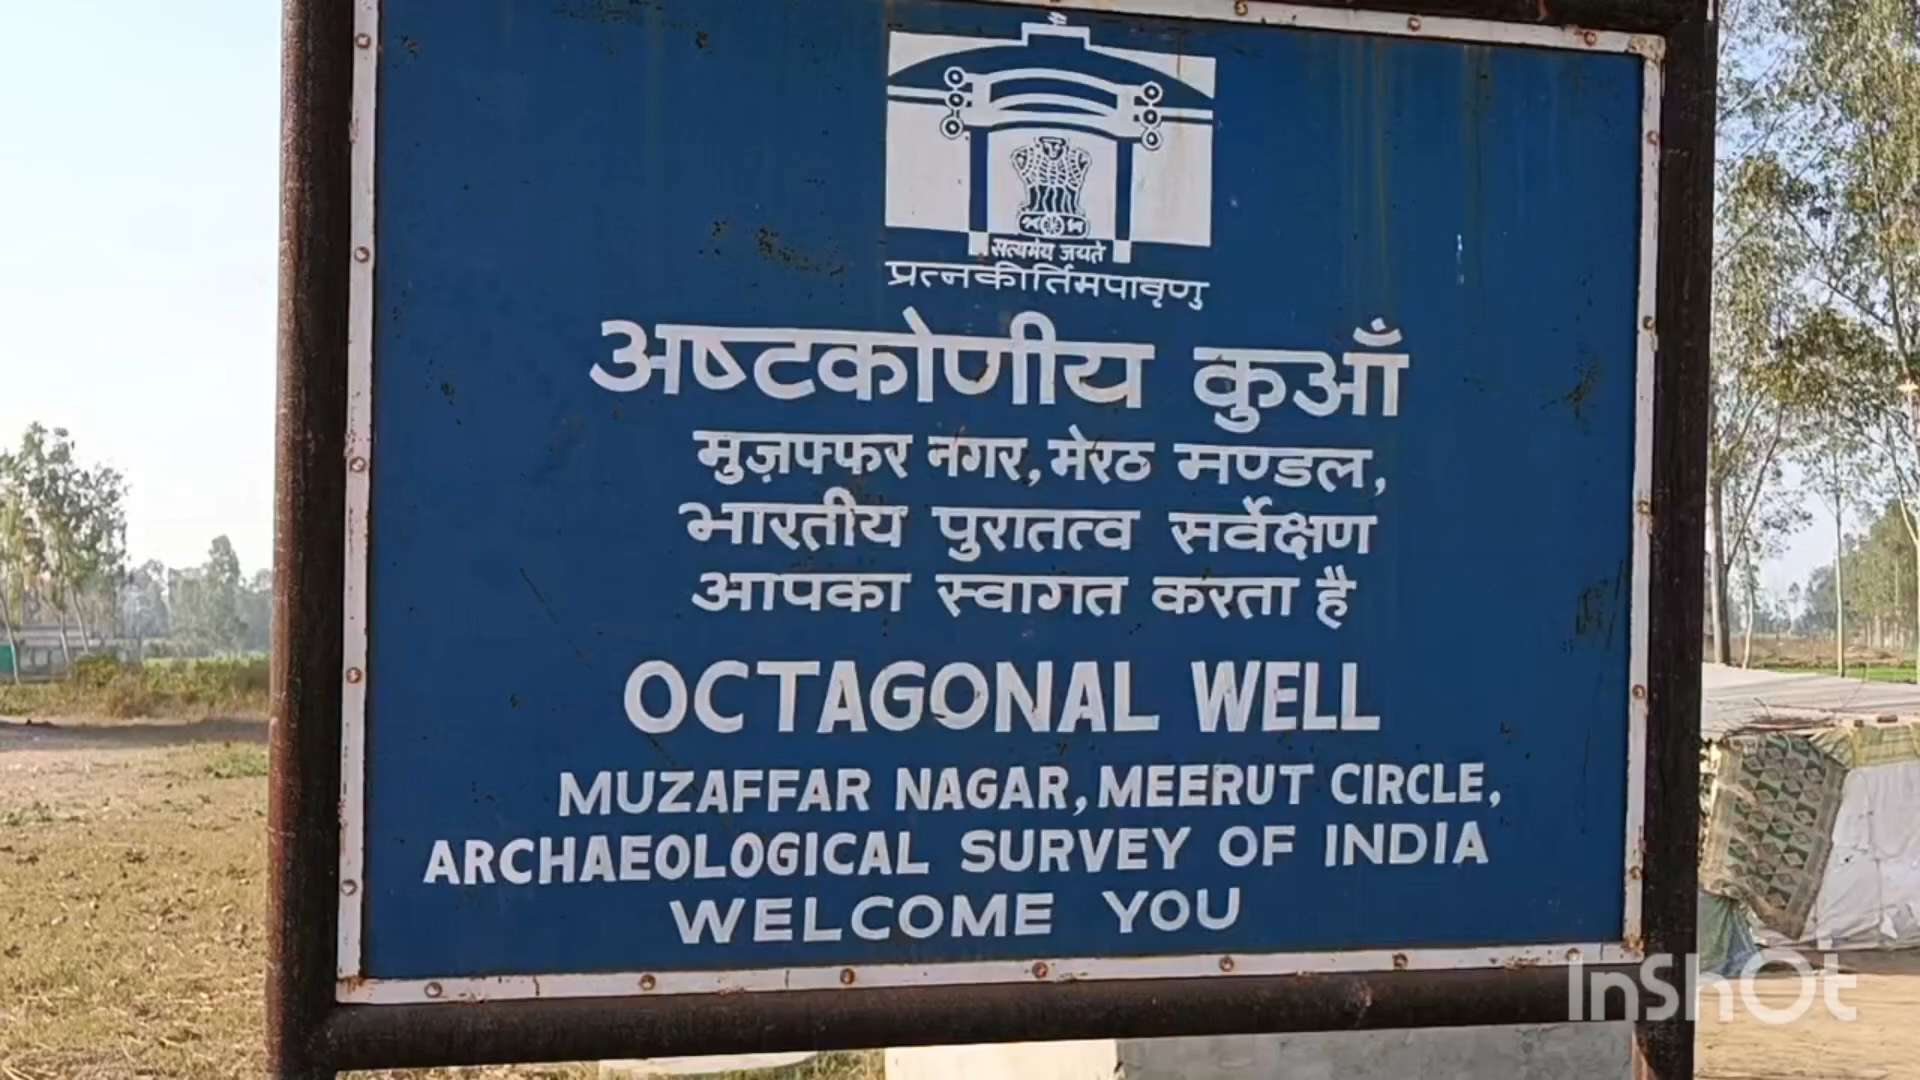 सत्यमेव जयते
प्रत्नकीर्तिमपावृणु
अष्टकोणीय कुआँ
मुज़फ्फर नगर, मेरठ मण्डल,
भारतीय पुरातत्व सर्वेक्षण
आपका स्वागत करता है
OCTAGONAL WELL
MUZAFFAR NAGAR, MEERUT CIRCLE,
ARCHAEOLOGICAL SURVEY OF INDIA
WELCOME YOU
InShOt